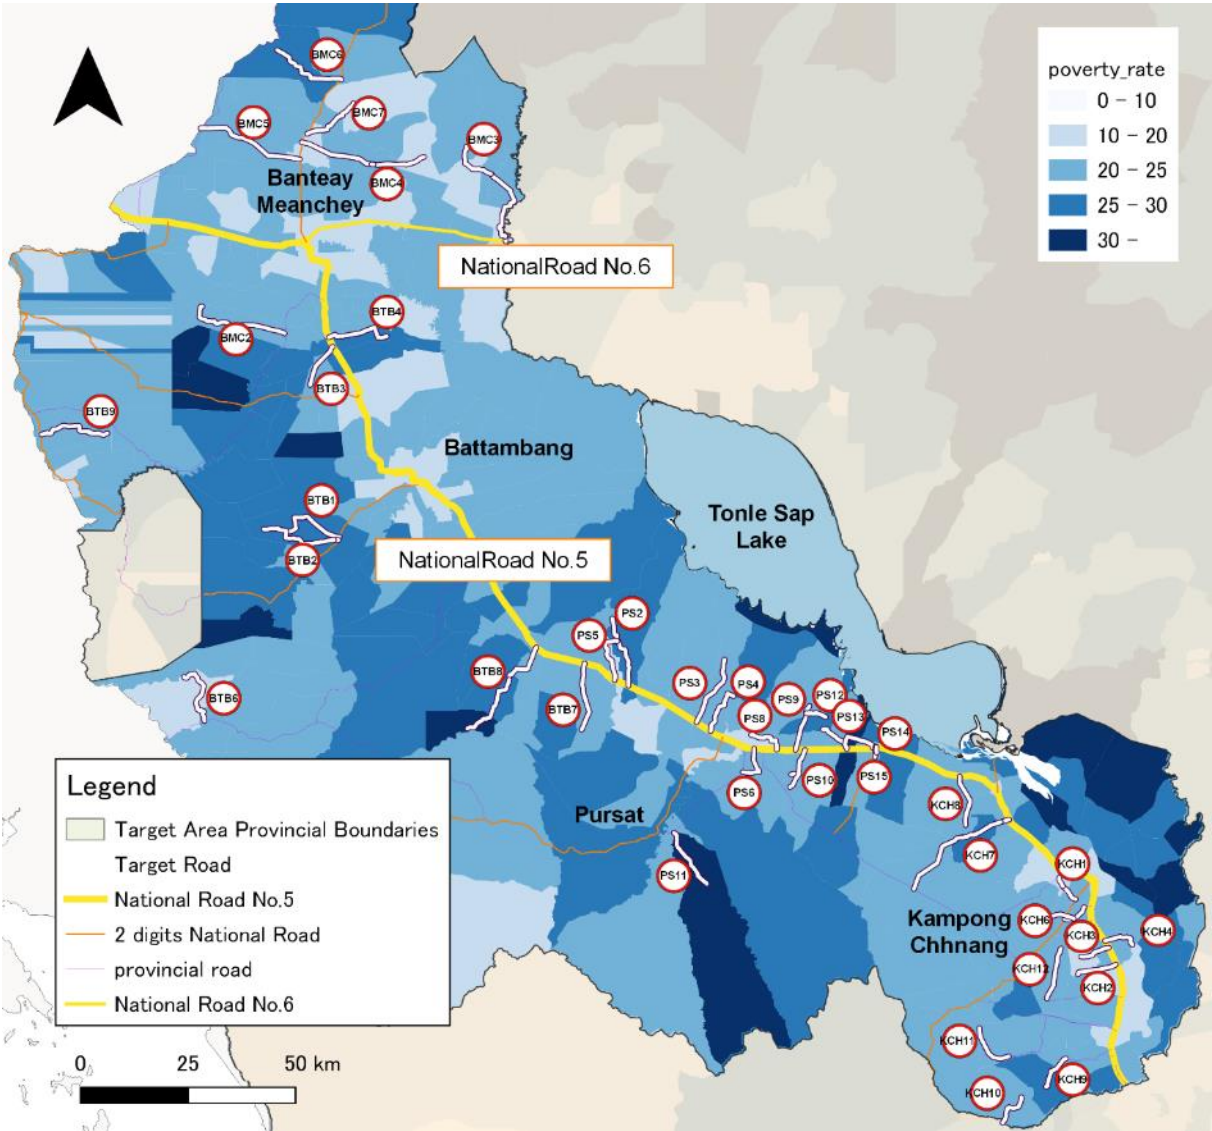 BMC6
poverty_rate
0 - 10
10 - 20
20 - 25
25 - 30
30 -
BMC7
BMC5
BMC3
BMC4
Banteay
Meanchey
NationalRoad No.6
BTB4
BMC2
BTB3
BTB9
Battambang
BTB1
Tonle Sap
Lake
NationalRoad No.5
BTB2
PS2
PS5
BTB8
PS3
PS4
PS9
PS12
BTB6
BTB7
PS8
PS13
PS14
PS6
PS10
PS15
Pursat
KCH8
KCH7
KCH1
PS11
Kampong
Chhnang
KCH6
KCH3
KCH4
KCH12
KCH2
KCH11
KCH9
KCH10
Legend
Target Area Provincial Boundaries
Target Road
National Road No.5
2 digits National Road
provincial road
National Road No.6
0 25 50 km